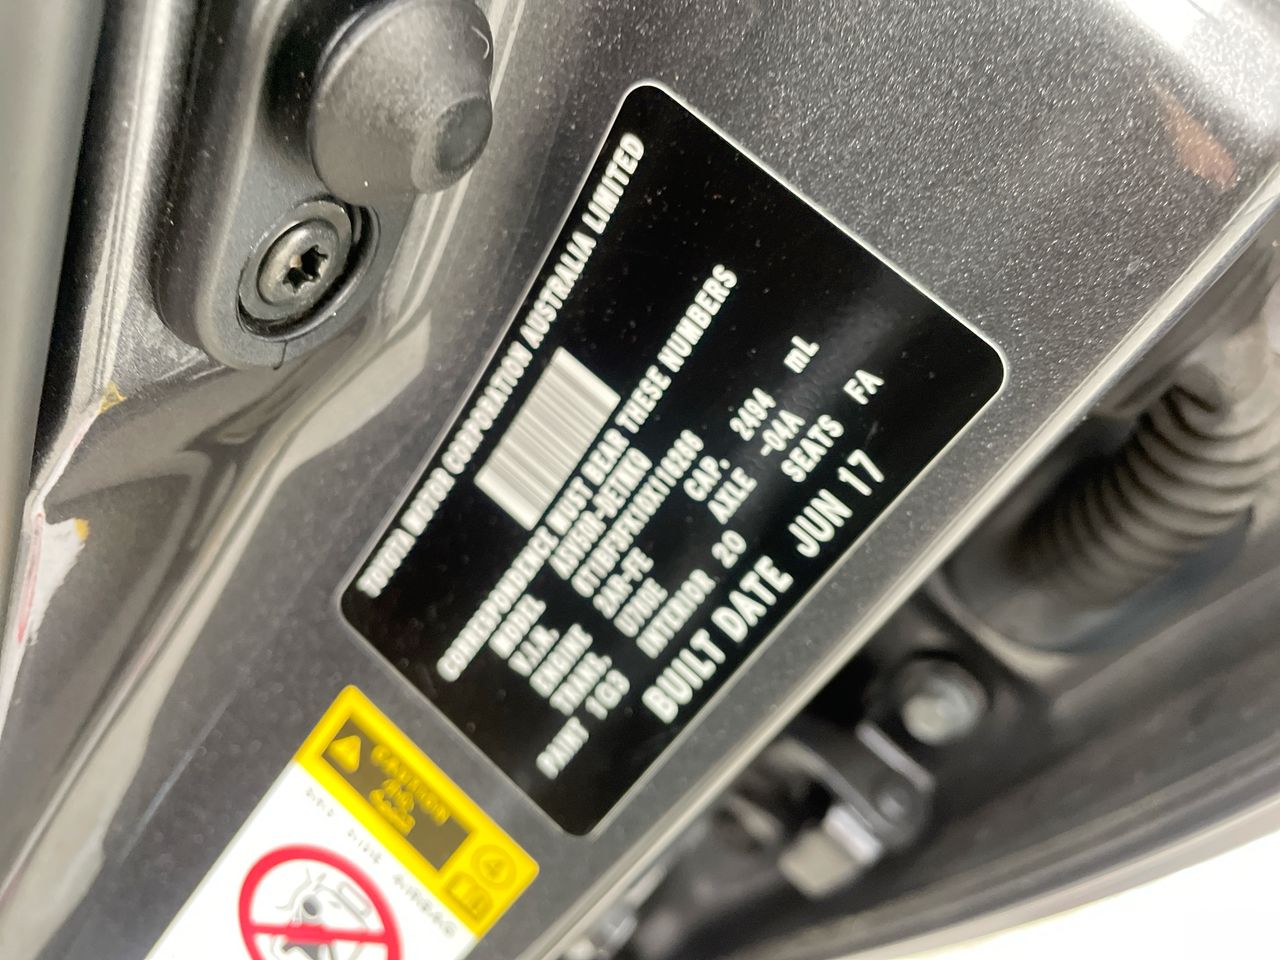 TOYOTA MOTOR CORPORATION AUSTRALIA LIMITED
CORRESPONDENCE MUST BEAR THESE NUMBERS
MODEL
V.I.N.
ENGINE 2AR-FE CAP. 2494 mL
TRANS. U760E AXLE -04A
PAINT 1G3 INTERIOR 20 SEATS FA
BUILT DATE JUN 17
CAUTION